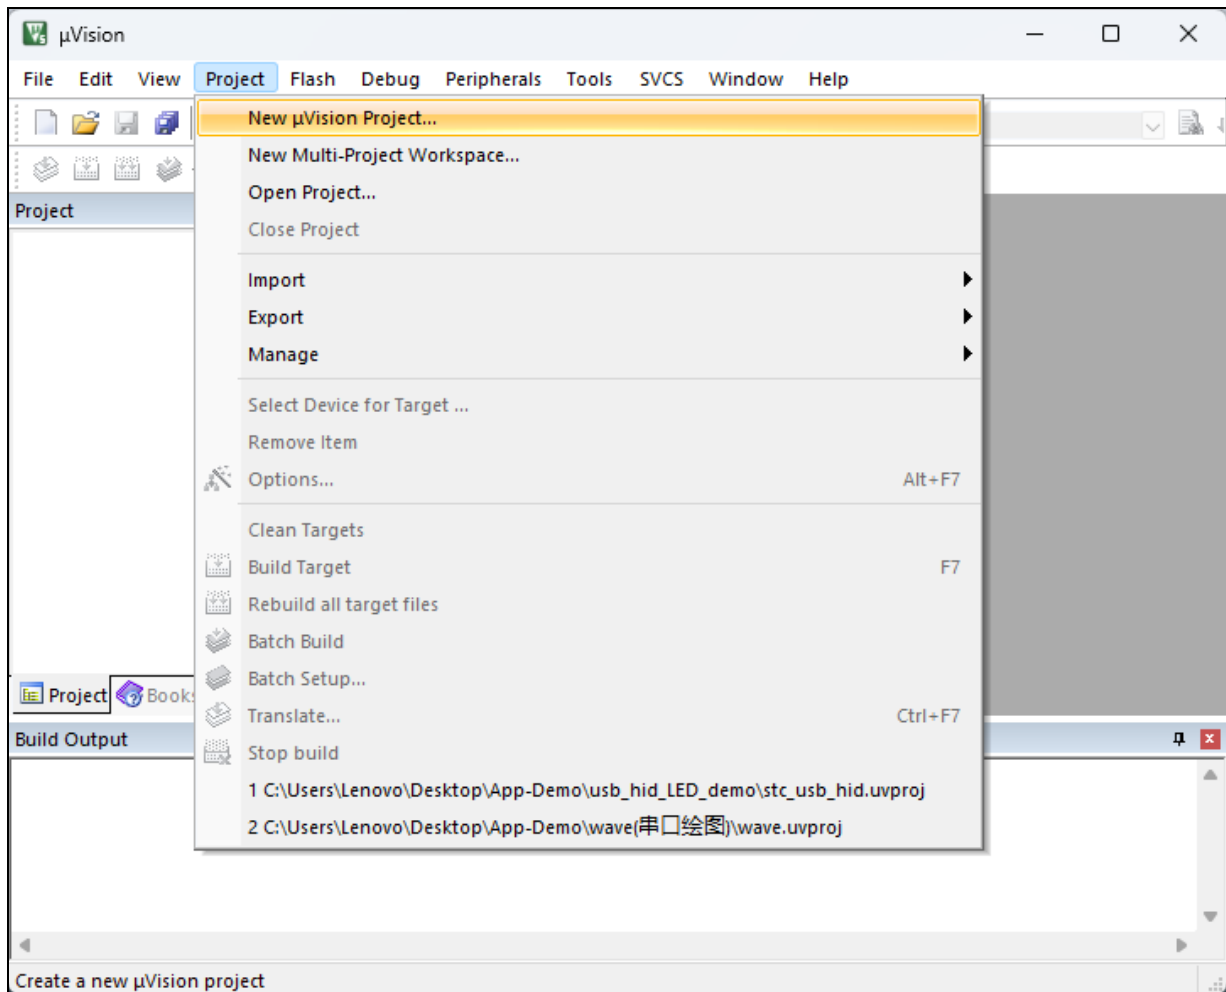 µVision
File Edit View Project Flash Debug Peripherals Tools SVCS Window Help
New µVision Project...
New Multi-Project Workspace...
Open Project...
Project
Close Project
Import
Export
Manage
Select Device for Target ...
Remove Item
Options... Alt+F7
Clean Targets
Build Target F7
Rebuild all target files
Batch Build
Project Books
Batch Setup...
Translate... Ctrl+F7
Build Output
Stop build
1 C:\Users\Lenovo\Desktop\App-Demo\usb_hid_LED_demo\stc_usb_hid.uvproj
2 C:\Users\Lenovo\Desktop\App-Demo\wave(串口绘图)\wave.uvproj
Create a new µVision project